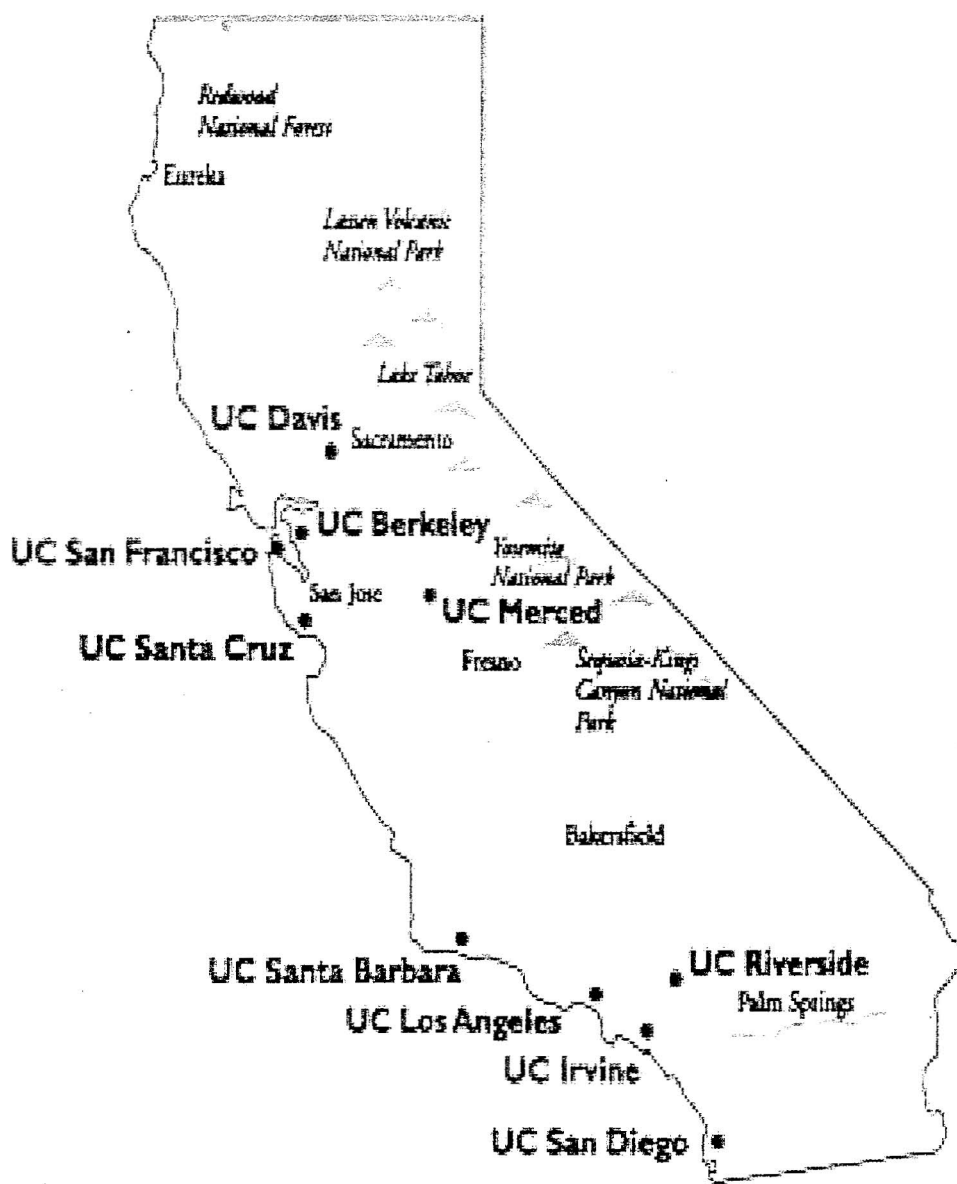 Redwood
National Forest
Eureka
Lassen Volcanic
National Park
Lake Tahoe
UC Davis
Sacramento
UC Berkeley
UC San Francisco
Yosemite
National Park
San Jose
UC Merced
UC Santa Cruz
Fresno
Sequoia-Kings
Canyon National
Park
Bakersfield
UC Santa Barbara
UC Riverside
Palm Springs
UC Los Angeles
UC Irvine
UC San Diego